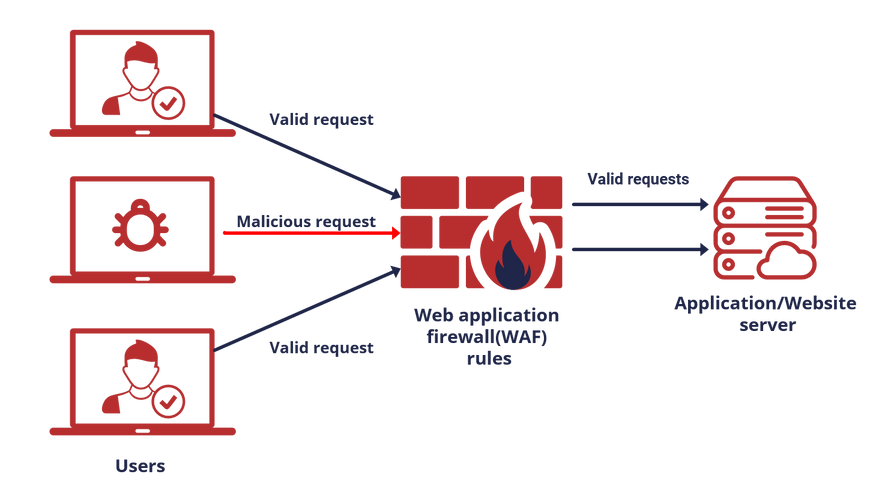 Valid request
Malicious request
Valid request
Users
Web application
firewall(WAF)
rules
Valid requests
Application/Website
server